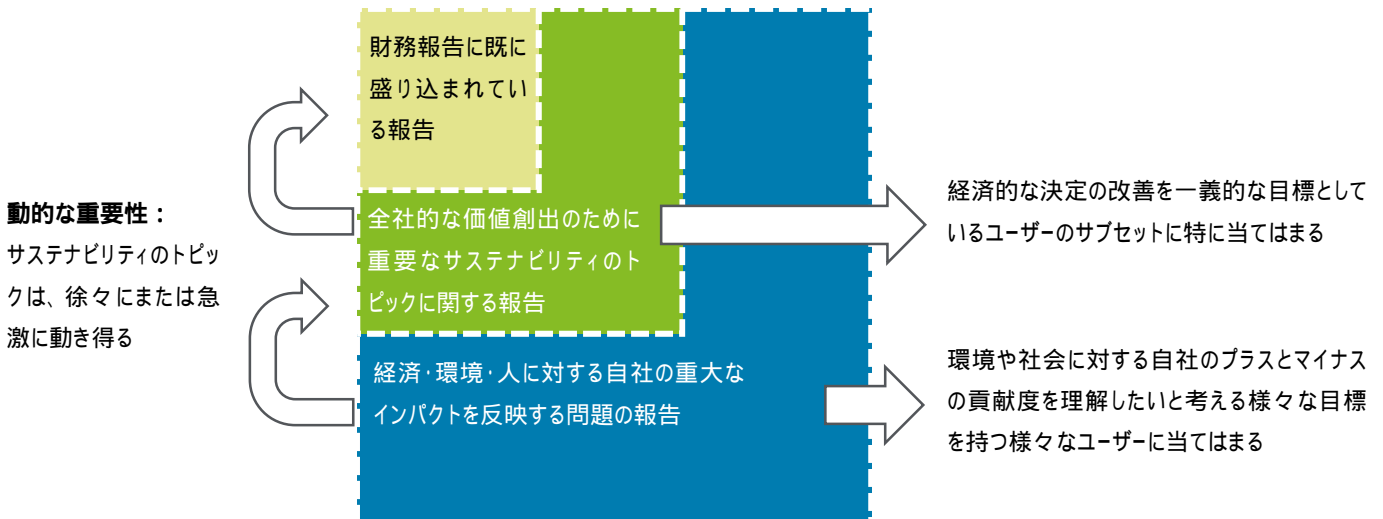 財務報告に既に
盛り込まれてい
る報告
動的な重要性：
サステナビリティのトピッ
クは、徐々にまたは急
激に動き得る
全社的な価値創出のために
重要なサステナビリティのト
ピックに関する報告
経済的な決定の改善を一義的な目標として
いるユーザーのサブセットに特に当てはまる
経済・環境・人に対する自社の重大な
インパクトを反映する問題の報告
環境や社会に対する自社のプラスとマイナス
の貢献度を理解したいと考える様々な目標
を持つ様々なユーザーに当てはまる